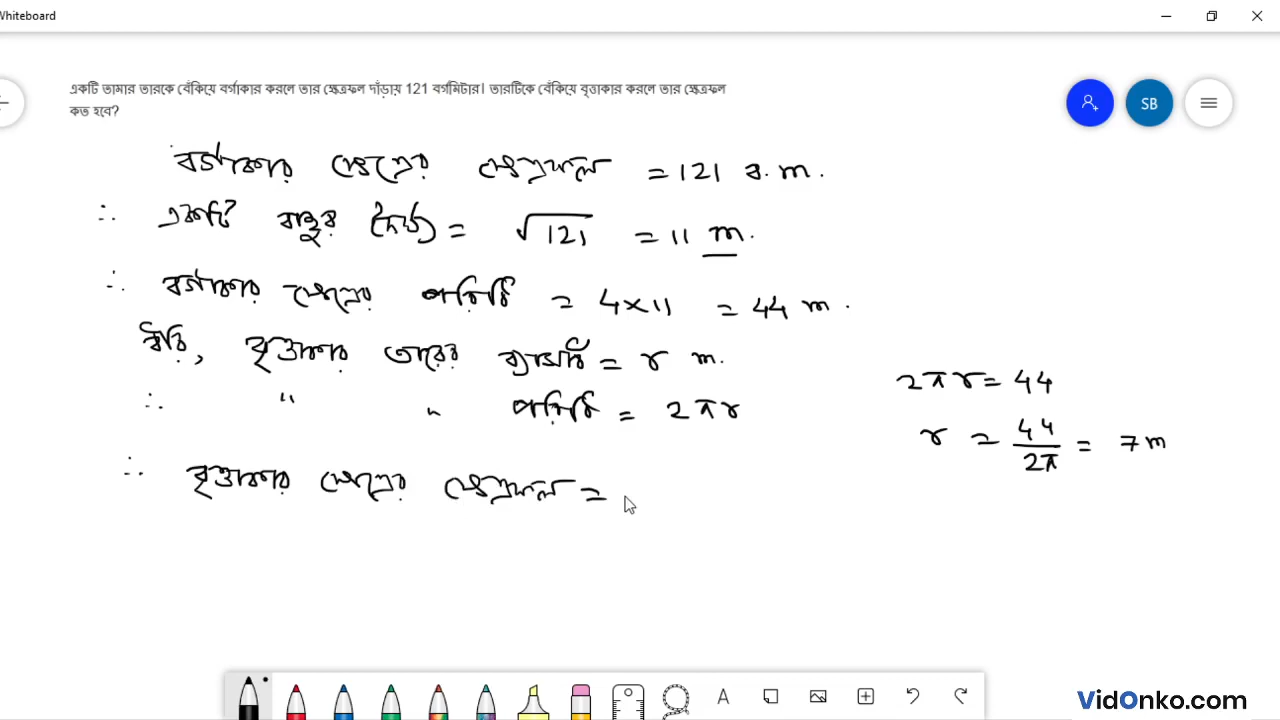 Whiteboard
একটি তামার তারকে বেঁকিয়ে বর্গাকার করলে তার ক্ষেত্রফল দাঁড়ায় 121 বর্গমিটার। তারটিকে বেঁকিয়ে বৃত্তাকার করলে তার ক্ষেত্রফল
কত হবে?
SB
বর্গাকার ক্ষেত্রের ক্ষেত্রফল = 121 ব. m.
∴ একটি বাহুর দৈর্ঘ্য = √121 = 11 m.
∴ বর্গাকার ক্ষেত্রের পরিধি = 4×11 = 44 m.
ধরি, বৃত্তাকার তারের ব্যাসার্ধ = r m.
2πr = 44
∴ " " পরিধি = 2πr
r = 44/2π = 7m
∴ বৃত্তাকার ক্ষেত্রের ক্ষেত্রফল =
A
VidOnko.com